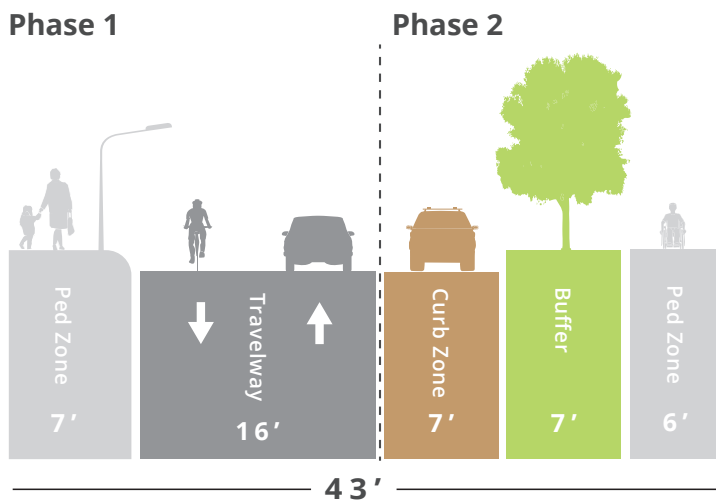 Phase 1
Phase 2
Ped Zone
7’
Travelway
16’
Curb Zone
7’
Buffer
7’
Ped Zone
6’
43’